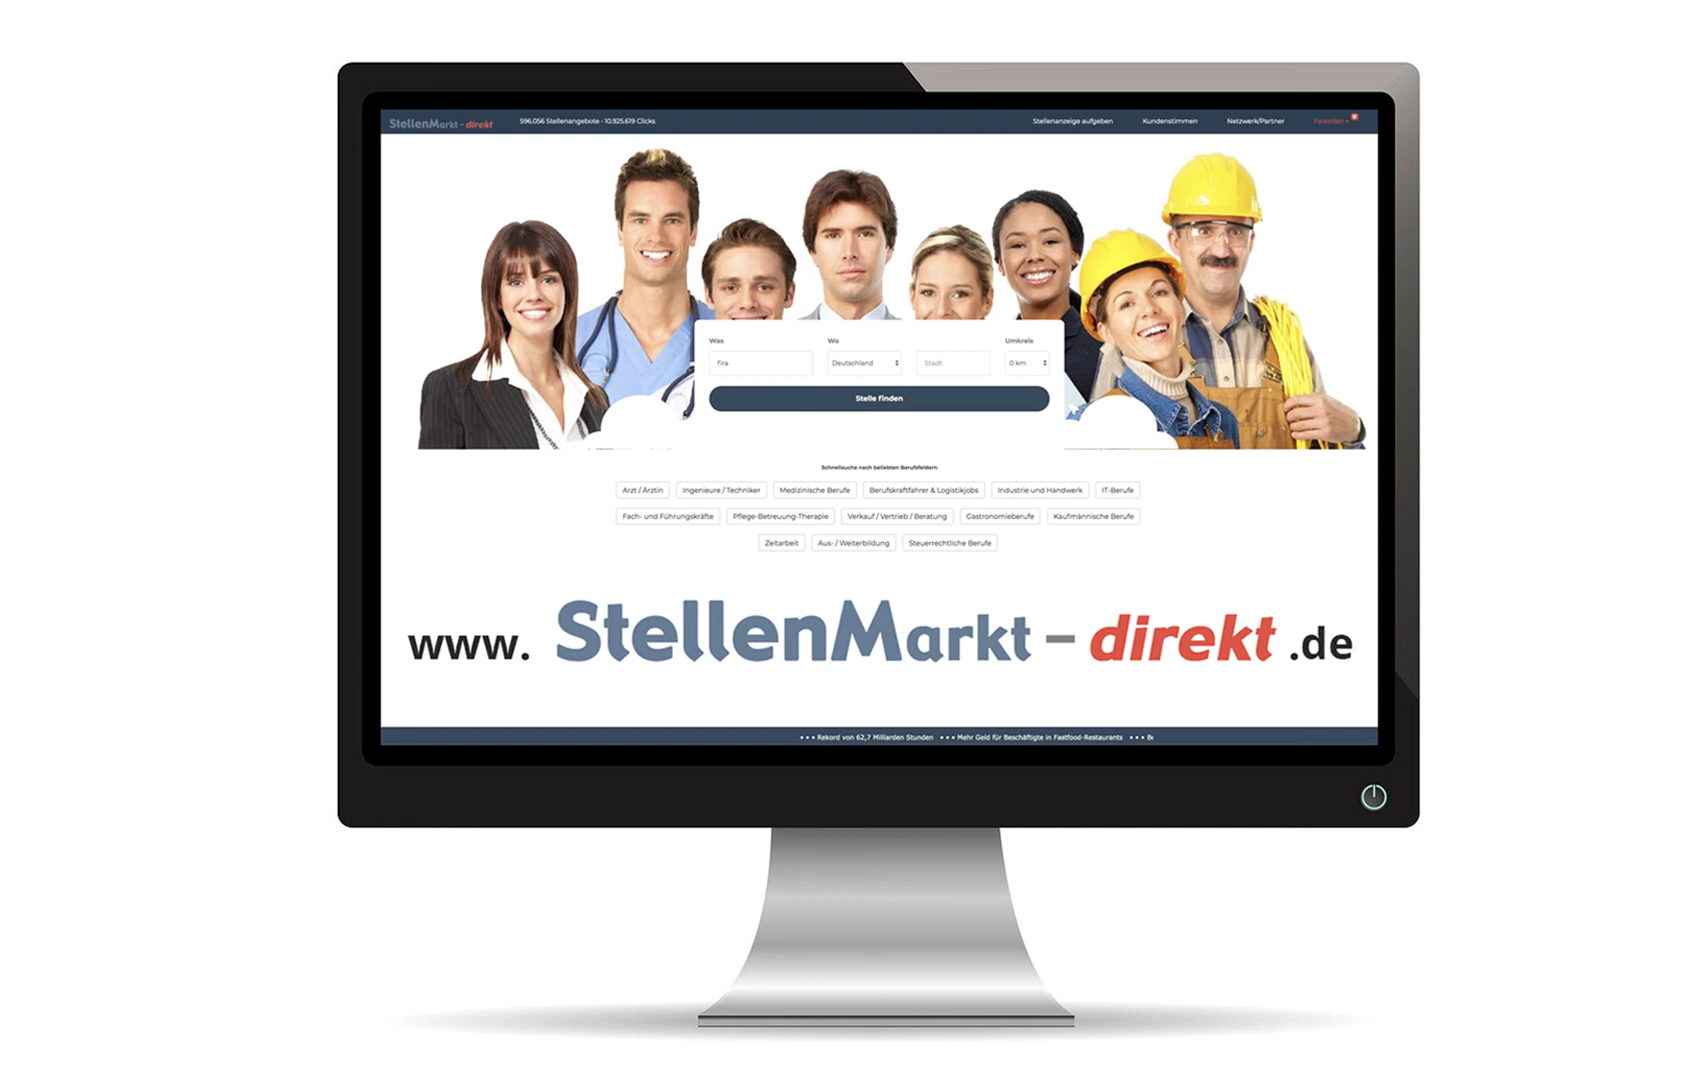 StellenMarkt - direkt 596.056 Stellenangebote - 10.925.619 Clicks Stellenanzeige aufgeben Kundenstimmen Netzwerk/Partner Favoriten
Was Wo Umkreis
fira Deutschland Stadt 0 km
Stelle finden
Schnellsuche nach beliebten Berufsfeldern
Arzt / Ärztin Ingenieure / Techniker Medizinische Berufe Berufskraftfahrer & Logistikjobs Industrie und Handwerk IT-Berufe
Fach- und Führungskräfte Pflege-Betreuung-Therapie Verkauf / Vertrieb / Beratung Gastronomieberufe Kaufmännische Berufe
Zeitarbeit Aus- / Weiterbildung Steuerrechtliche Berufe
www. StellenMarkt - direkt .de
• • • Rekord von 62,7 Milliarden Stunden • • • Mehr Geld für Beschäftigte in Fastfood-Restaurants • • •